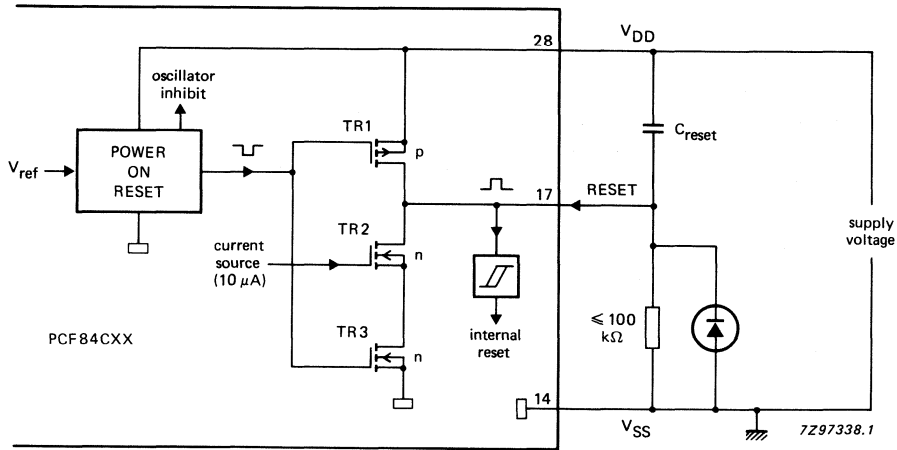 28
V_DD
oscillator
inhibit
TR1
p
C_reset
POWER
ON
RESET
V_ref
17
RESET
supply
voltage
TR2
n
current
source
(10 µA)
≤ 100
kΩ
internal
reset
TR3
n
PCF84CXX
14
V_SS
7Z97338.1